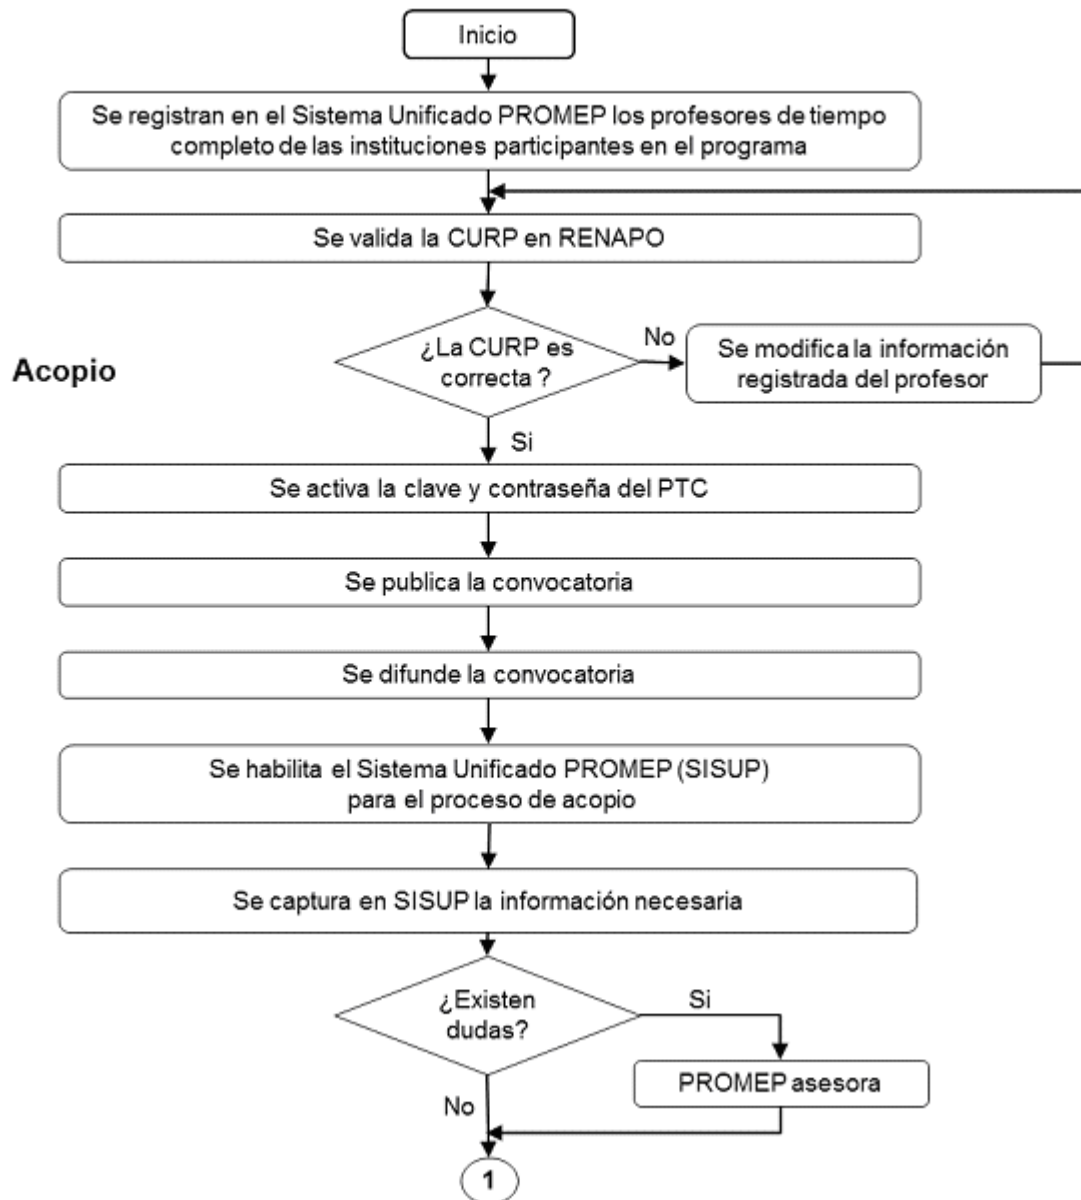 Inicio
Se registran en el Sistema Unificado PROMEP los profesores de tiempo
completo de las instituciones participantes en el programa
Se valida la CURP en RENAPO
¿La CURP es
correcta ?
No
Se modifica la información
registrada del profesor
Acopio
Si
Se activa la clave y contraseña del PTC
Se publica la convocatoria
Se difunde la convocatoria
Se habilita el Sistema Unificado PROMEP (SISUP)
para el proceso de acopio
Se captura en SISUP la información necesaria
¿Existen
dudas?
Si
PROMEP asesora
No
1